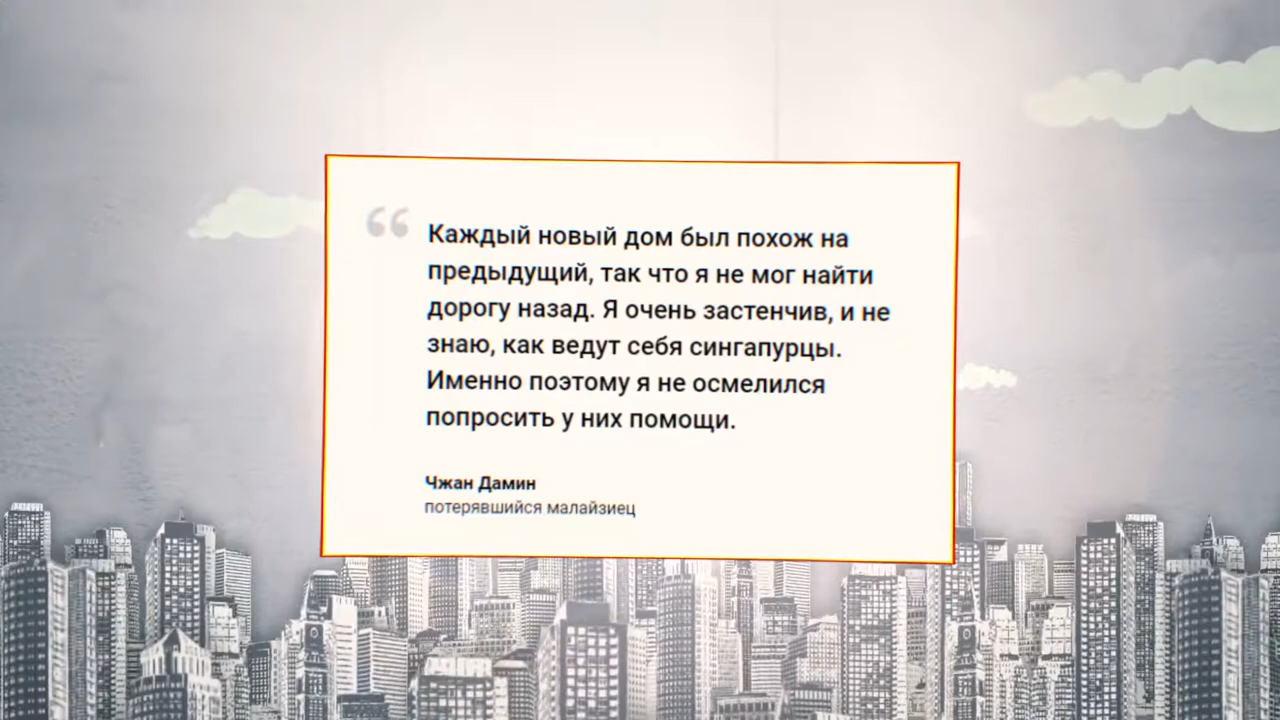 “ Каждый новый дом был похож на
предыдущий, так что я не мог найти
дорогу назад. Я очень застенчив, и не
знаю, как ведут себя сингапурцы.
Именно поэтому я не осмелился
попросить у них помощи.
Чжан Дамин
потерявшийся малайзиец